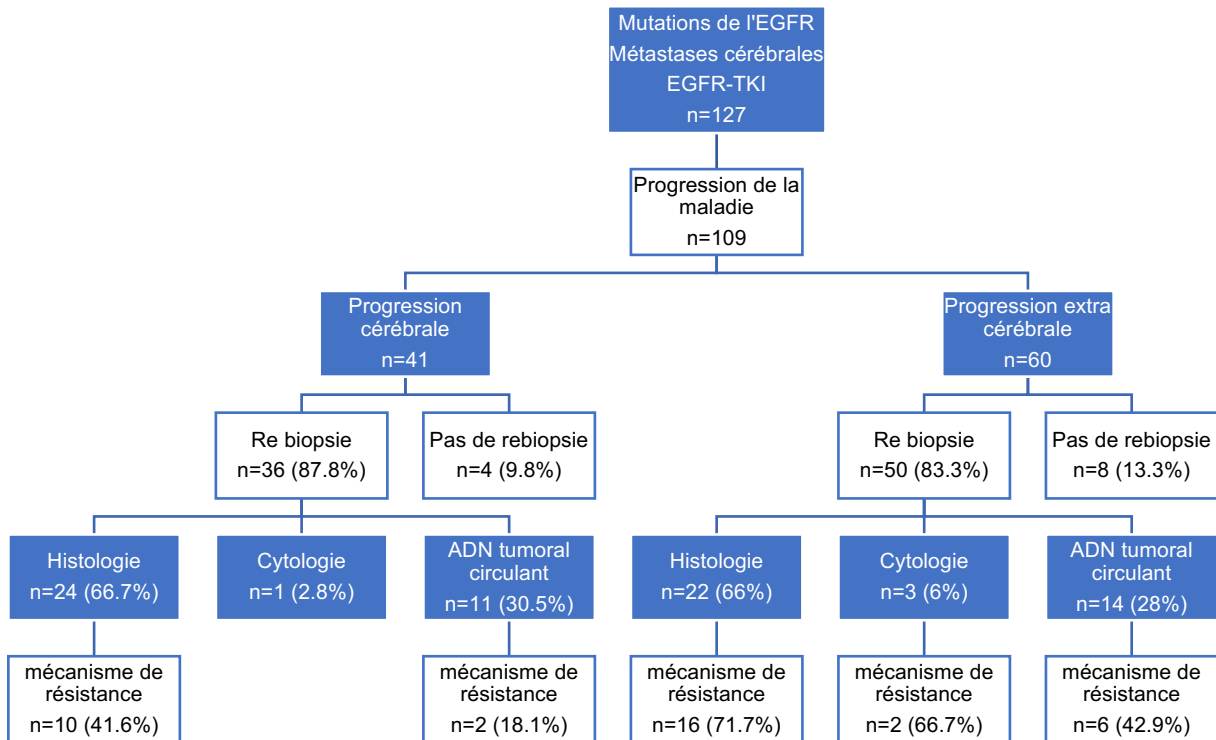 Mutations de l'EGFR
Métastases cérébrales
EGFR-TKI
n=127
Progression de la
maladie
n=109
Progression
cérébrale
n=41
Progression extra
cérébrale
n=60
Re biopsie
n=36 (87.8%)
Pas de rebiopsie
n=4 (9.8%)
Re biopsie
n=50 (83.3%)
Pas de rebiopsie
n=8 (13.3%)
Histologie
n=24 (66.7%)
Cytologie
n=1 (2.8%)
ADN tumoral
circulant
n=11 (30.5%)
Histologie
n=22 (66%)
Cytologie
n=3 (6%)
ADN tumoral
circulant
n=14 (28%)
mécanisme de
résistance
n=10 (41.6%)
mécanisme de
résistance
n=2 (18.1%)
mécanisme de
résistance
n=16 (71.7%)
mécanisme de
résistance
n=2 (66.7%)
mécanisme de
résistance
n=6 (42.9%)